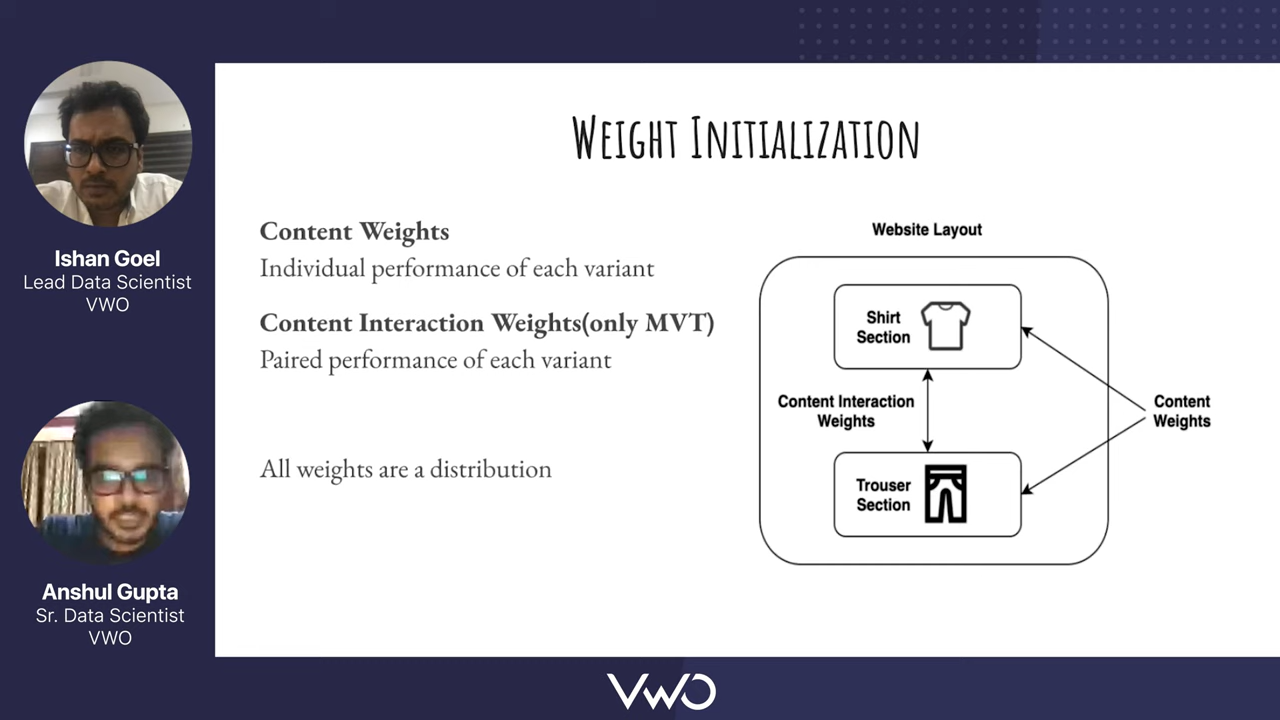 Ishan Goel
Lead Data Scientist
VWO
Anshul Gupta
Sr. Data Scientist
VWO
WEIGHT INITIALIZATION
Content Weights
Individual performance of each variant
Content Interaction Weights(only MVT)
Paired performance of each variant
All weights are a distribution
Website Layout
Shirt
Section
Content Interaction
Weights
Trouser
Section
Content
Weights
VWO